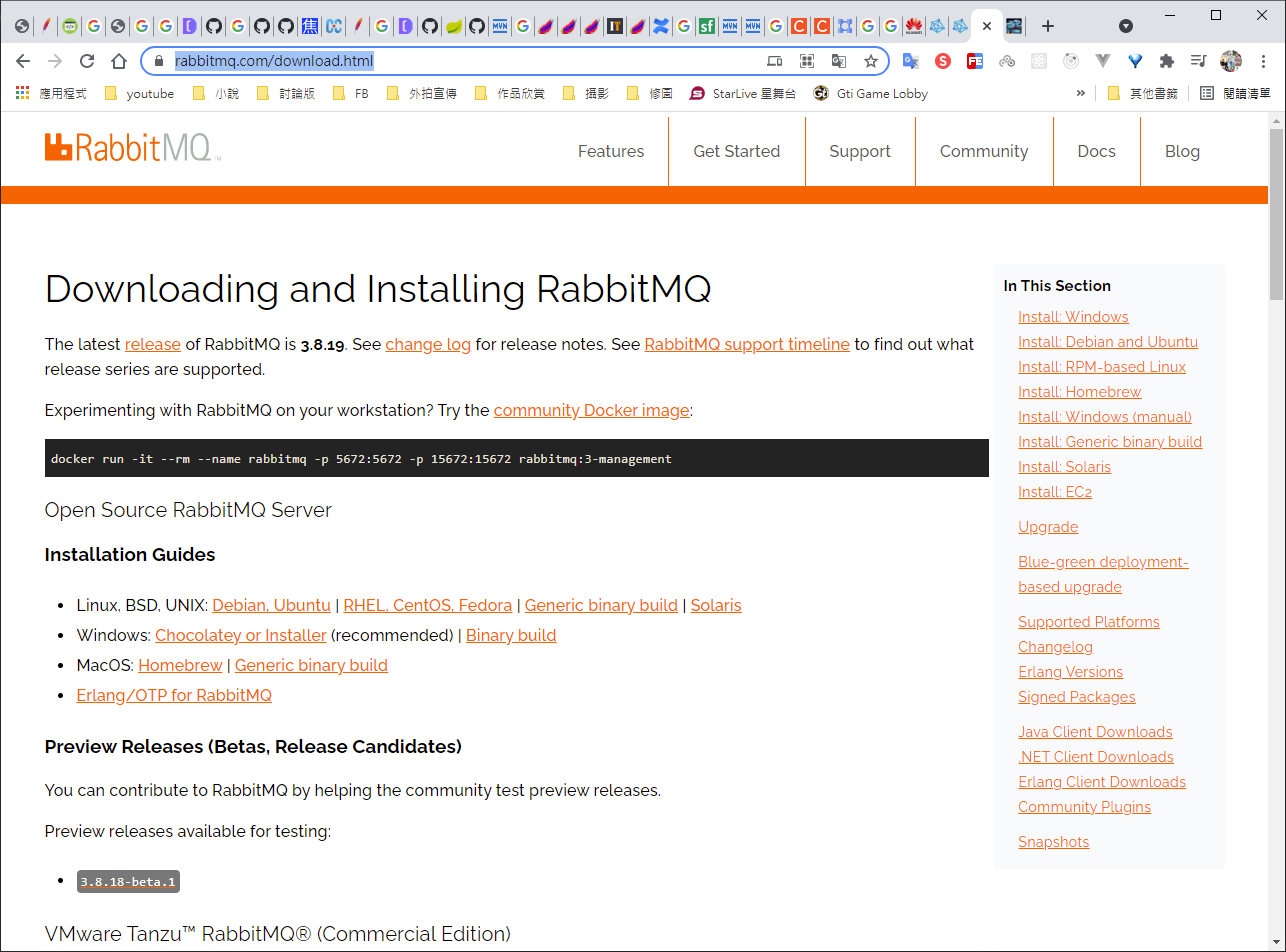 rabbitmq.com/download.html
應用程式 youtube 小說 討論版 FB 外拍宣傳 作品欣賞 攝影 修圖 StarLive 星舞台 Gti Game Lobby » 其他書籤 閱讀清單
RabbitMQ™
Features Get Started Support Community Docs Blog
Downloading and Installing RabbitMQ
The latest release of RabbitMQ is 3.8.19. See change log for release notes. See RabbitMQ support timeline to find out what
release series are supported.
Experimenting with RabbitMQ on your workstation? Try the community Docker image:
docker run -it --rm --name rabbitmq -p 5672:5672 -p 15672:15672 rabbitmq:3-management
Open Source RabbitMQ Server
Installation Guides
• Linux, BSD, UNIX: Debian, Ubuntu | RHEL, CentOS, Fedora | Generic binary build | Solaris
• Windows: Chocolatey or Installer (recommended) | Binary build
• MacOS: Homebrew | Generic binary build
• Erlang/OTP for RabbitMQ
Preview Releases (Betas, Release Candidates)
You can contribute to RabbitMQ by helping the community test preview releases.
Preview releases available for testing:
• 3.8.18-beta.1
VMware Tanzu™ RabbitMQ® (Commercial Edition)
In This Section
Install: Windows
Install: Debian and Ubuntu
Install: RPM-based Linux
Install: Homebrew
Install: Windows (manual)
Install: Generic binary build
Install: Solaris
Install: EC2
Upgrade
Blue-green deployment-
based upgrade
Supported Platforms
Changelog
Erlang Versions
Signed Packages
Java Client Downloads
.NET Client Downloads
Erlang Client Downloads
Community Plugins
Snapshots